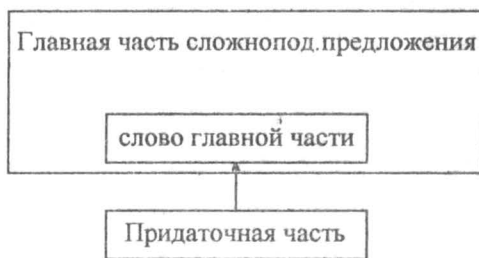 Главная часть сложнопод.предложения
слово главной части
Придаточная часть